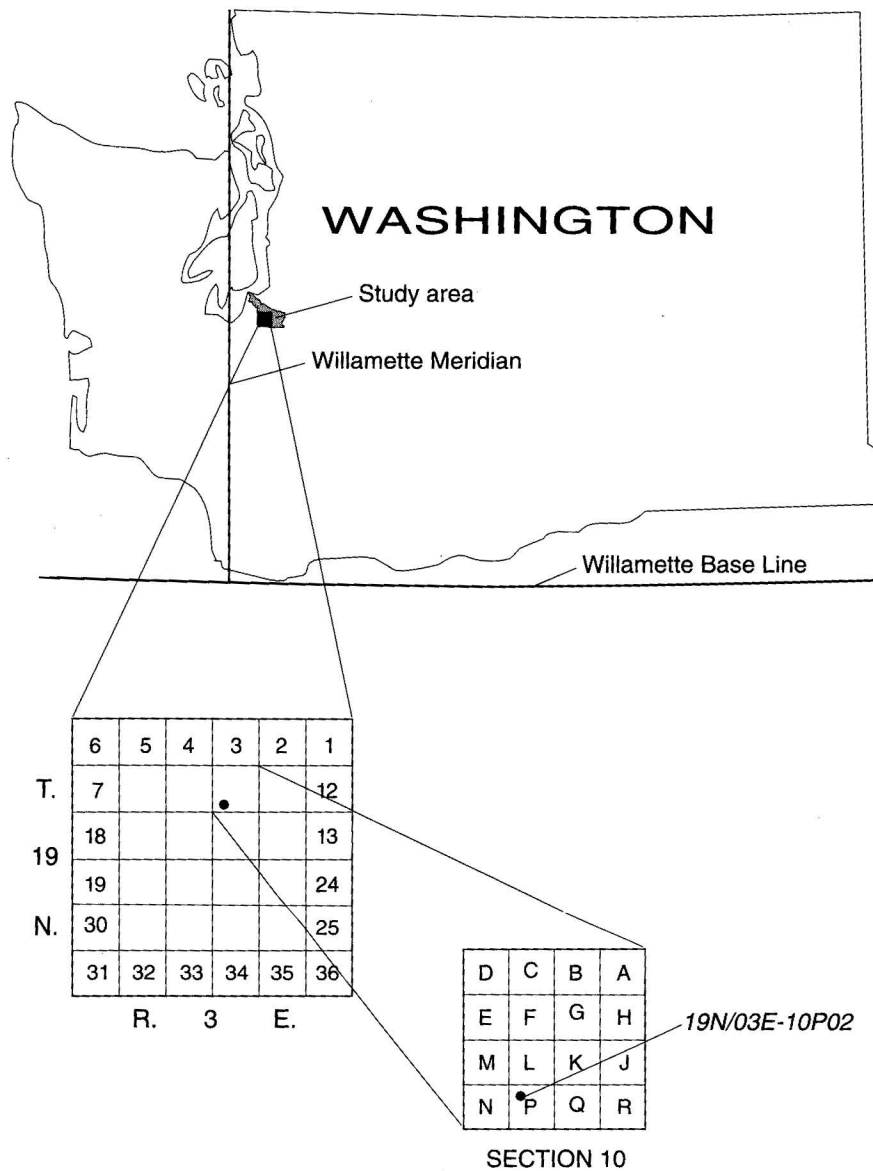 WASHINGTON
Study area
Willamette Meridian
Willamette Base Line
6 5 4 3 2 1
T. 7 12
18 13
19
19 24
N. 30 25
31 32 33 34 35 36
R. 3 E.
D C B A
E F G H
19N/03E-10P02
M L K J
N P Q R
SECTION 10